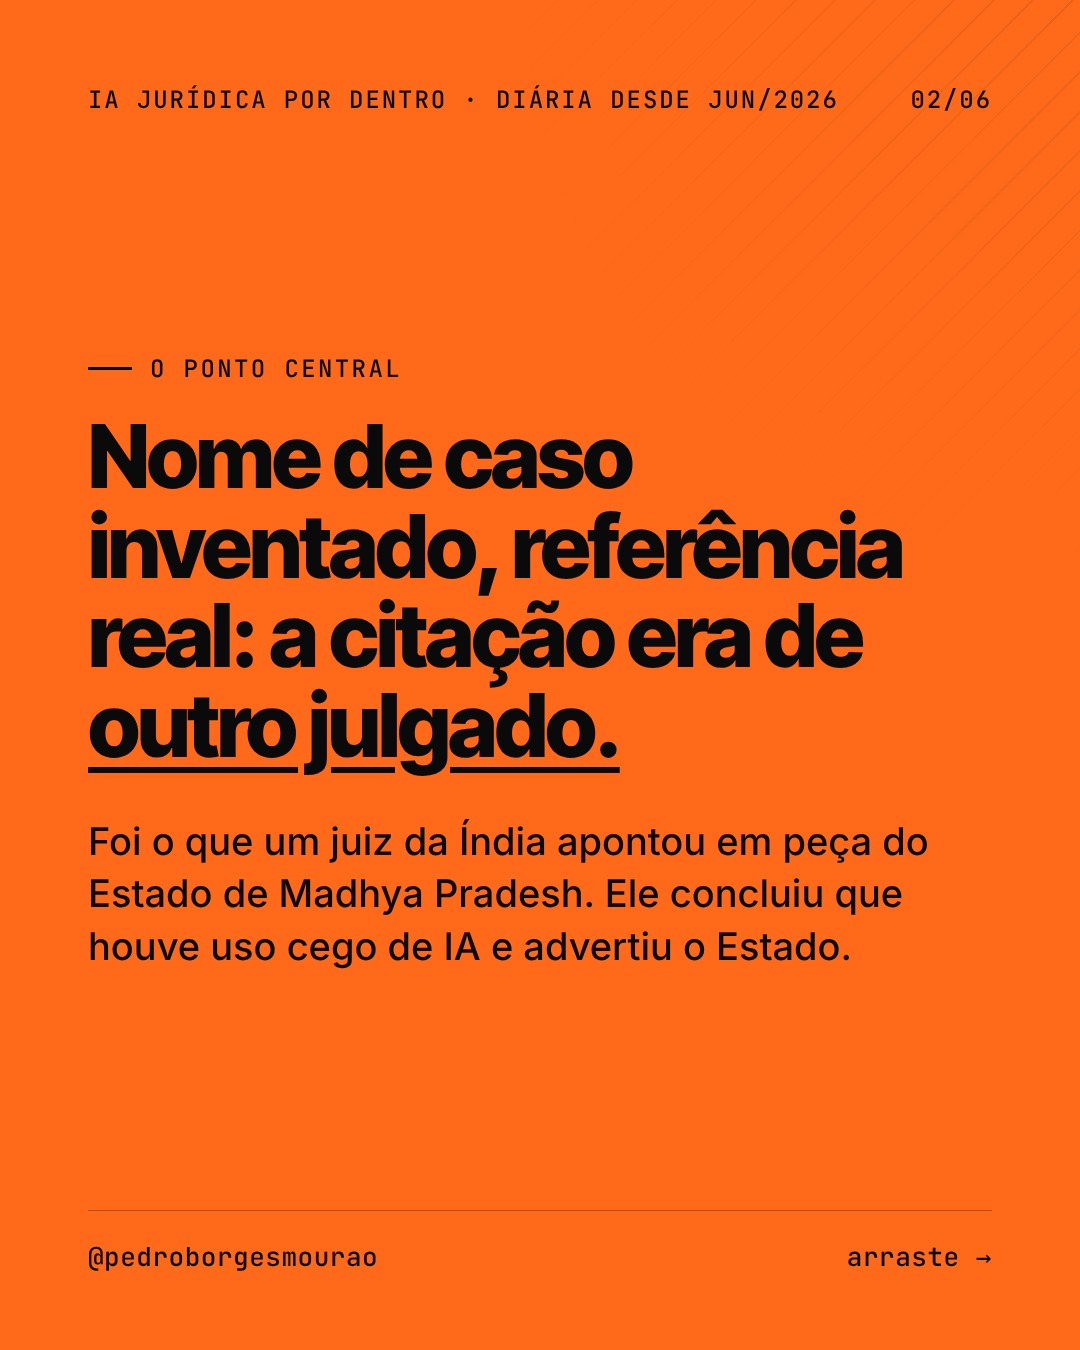 IA JURÍDICA POR DENTRO · DIÁRIA DESDE JUN/2026 02/06
— O PONTO CENTRAL
Nome de caso
inventado, referência
real: a citação era de
outro julgado.
Foi o que um juiz da Índia apontou em peça do
Estado de Madhya Pradesh. Ele concluiu que
houve uso cego de IA e advertiu o Estado.
@pedroborgesmourao arraste →